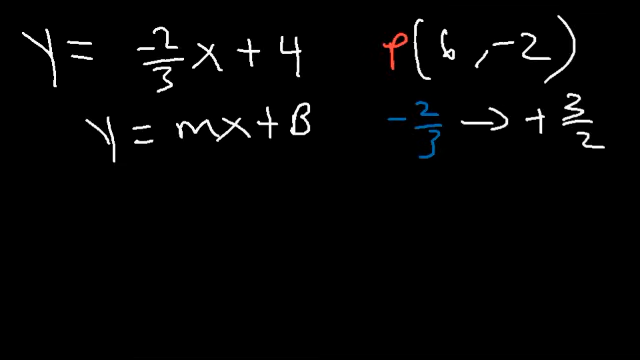 y = -2/3 x + 4 P(6, -2)
y = mx + B -2/3 → + 3/2